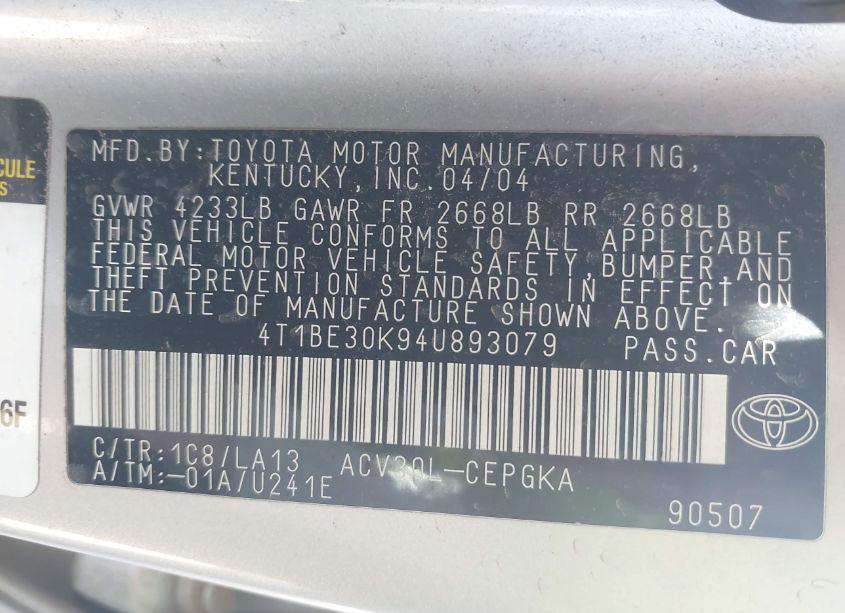 CULE
S
6F
MFD.BY:TOYOTA MOTOR MANUFACTURING,
KENTUCKY,INC.04/04
GVWR 4233LB GAWR FR 2668LB RR 2668LB
THIS VEHICLE CONFORMS TO ALL APPLICABLE
FEDERAL MOTOR VEHICLE SAFETY,BUMPER,AND
THEFT PREVENTION STANDARDS IN EFFECT ON
THE DATE OF MANUFACTURE SHOWN ABOVE.
4T1BE30K94U893079 PASS.CAR
C/TR:1C8/LA13 ACV30L-CEPGKA
A/TM:-01A/U241E
90507